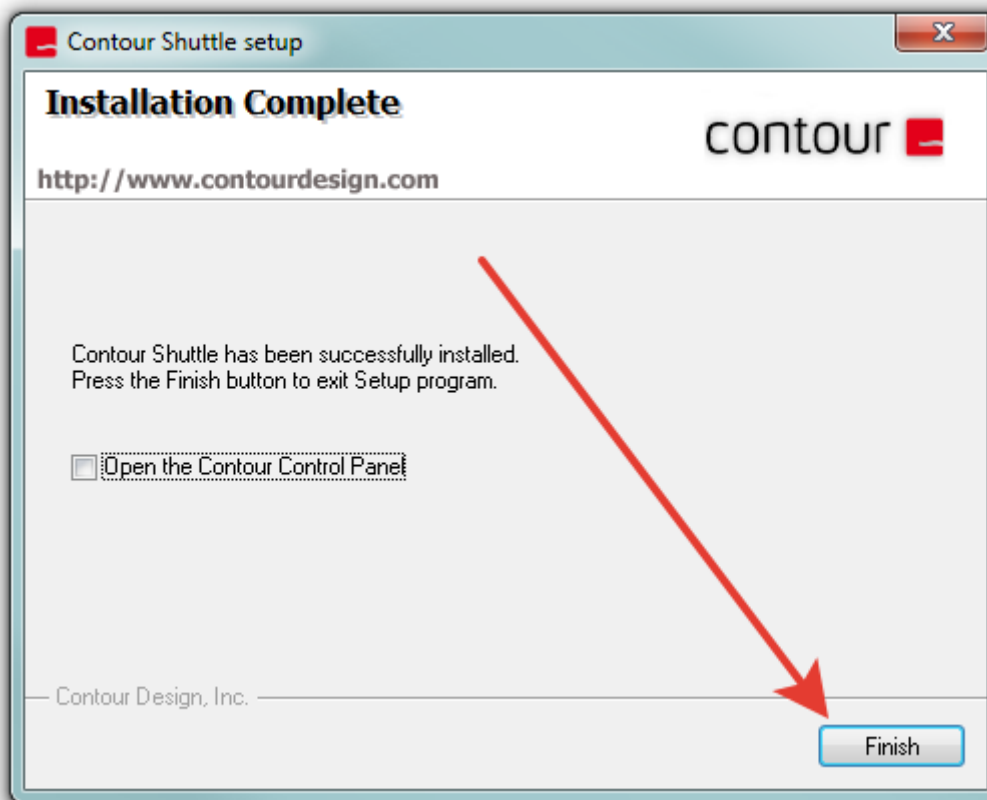 Contour Shuttle setup
Installation Complete
contour
http://www.contourdesign.com
Contour Shuttle has been successfully installed.
Press the Finish button to exit Setup program.
Open the Contour Control Panel
Contour Design, Inc.
Finish